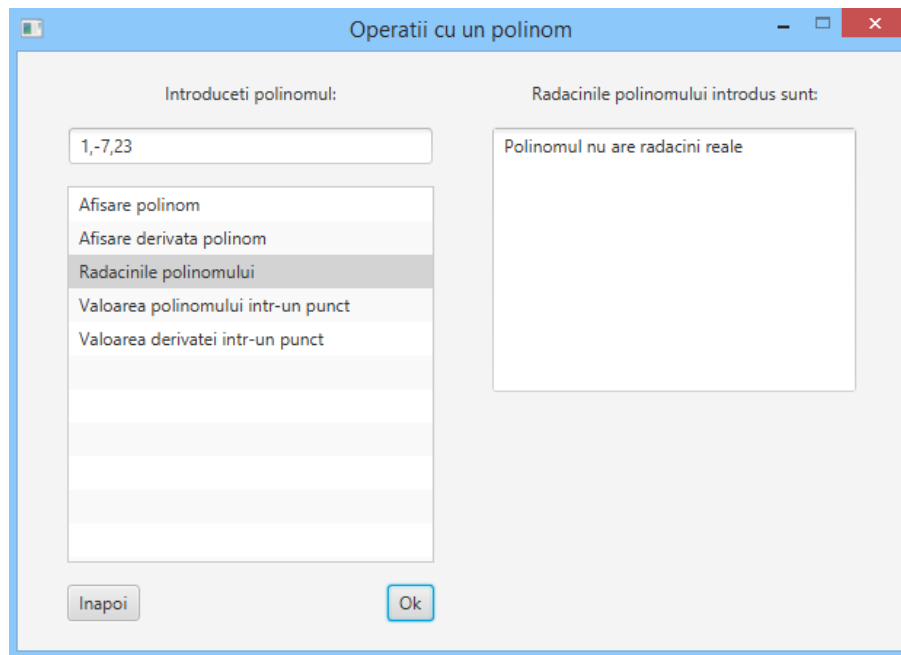 Operatii cu un polinom
Introduceti polinomul:
1,-7,23
Afisare polinom
Afisare derivata polinom
Radacinile polinomului
Valoarea polinomului intr-un punct
Valoarea derivatei intr-un punct
Inapoi
Ok
Radacinile polinomului introdus sunt:
Polinomul nu are radacini reale